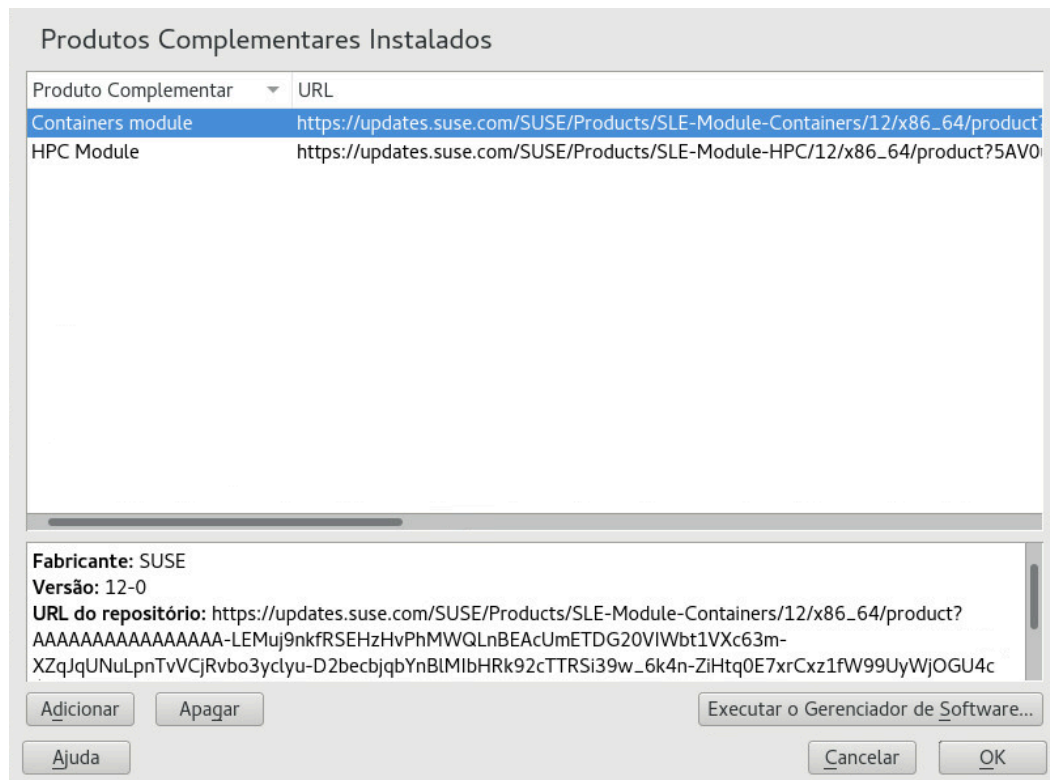 Produtos Complementares Instalados
Produto Complementar URL
Containers module https://updates.suse.com/SUSE/Products/SLE-Module-Containers/12/x86_64/product?
HPC Module https://updates.suse.com/SUSE/Products/SLE-Module-HPC/12/x86_64/product?5AV0
Fabricante: SUSE
Versão: 12-0
URL do repositório: https://updates.suse.com/SUSE/Products/SLE-Module-Containers/12/x86_64/product?
AAAAAAAAAAAAAAAA-LEMuj9nkfRSEHzHvPhMWQLnBEAcUmETDG20VIWbt1VXc63m-
XZqJqUNuLpnTvVCjRvbo3yclyu-D2becbjqbYnBlMIbHRk92cTTRSi39w_6k4n-ZiHtq0E7xrCxz1fW99UyWjOGU4c
Adicionar Apagar Executar o Gerenciador de Software...
Ajuda Cancelar OK